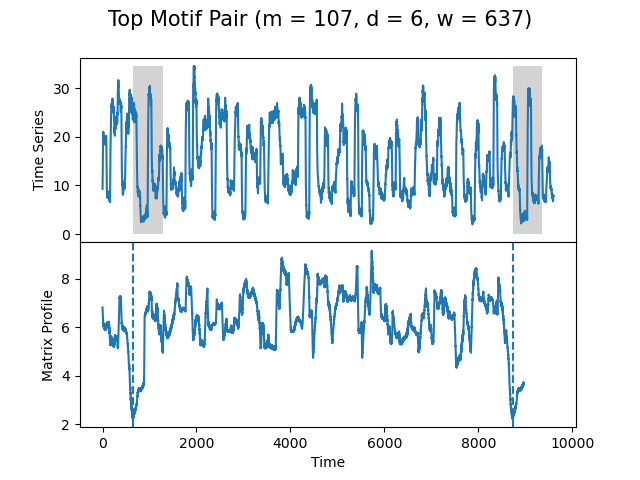 Top Motif Pair (m = 107, d = 6, w = 637)
30
20
10
0
Time Series
8
6
4
2
Matrix Profile
0 2000 4000 6000 8000 10000
Time